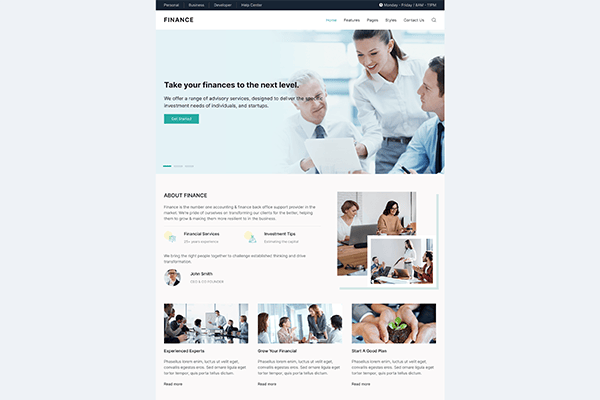 Personal Business Developer Help Center Monday - Friday / 8AM - 7.5PM
FINANCE Home Features Pages Styles Contact Us
Take your finances to the next level.
We offer a range of advisory services, designed to deliver the specific
investment needs of individuals, and startups.
Get started
ABOUT FINANCE
Finance is the number one accounting & finance back office support provider in the
market. We're pride of ourselves on transforming our clients for the better, helping
them to grow & making them more resilient to in the business.
Financial Services
25+ years experience
Investment Tips
Estimating the capital
We bring the right people together to challenge established thinking and drive
transformation.
John Smith
CEO & CO FOUNDER
Experienced Experts
Phasellus lorem enim, luctus ut velit eget,
convallis egestas eros. Sed ornare ligula eget
tortor tempor, quis porta tellus dictum.
Read more
Grow Your Financial
Phasellus lorem enim, luctus ut velit eget,
convallis egestas eros. Sed ornare ligula eget
tortor tempor, quis porta tellus dictum.
Read more
Start A Good Plan
Phasellus lorem enim, luctus ut velit eget,
convallis egestas eros. Sed ornare ligula eget
tortor tempor, quis porta tellus dictum.
Read more